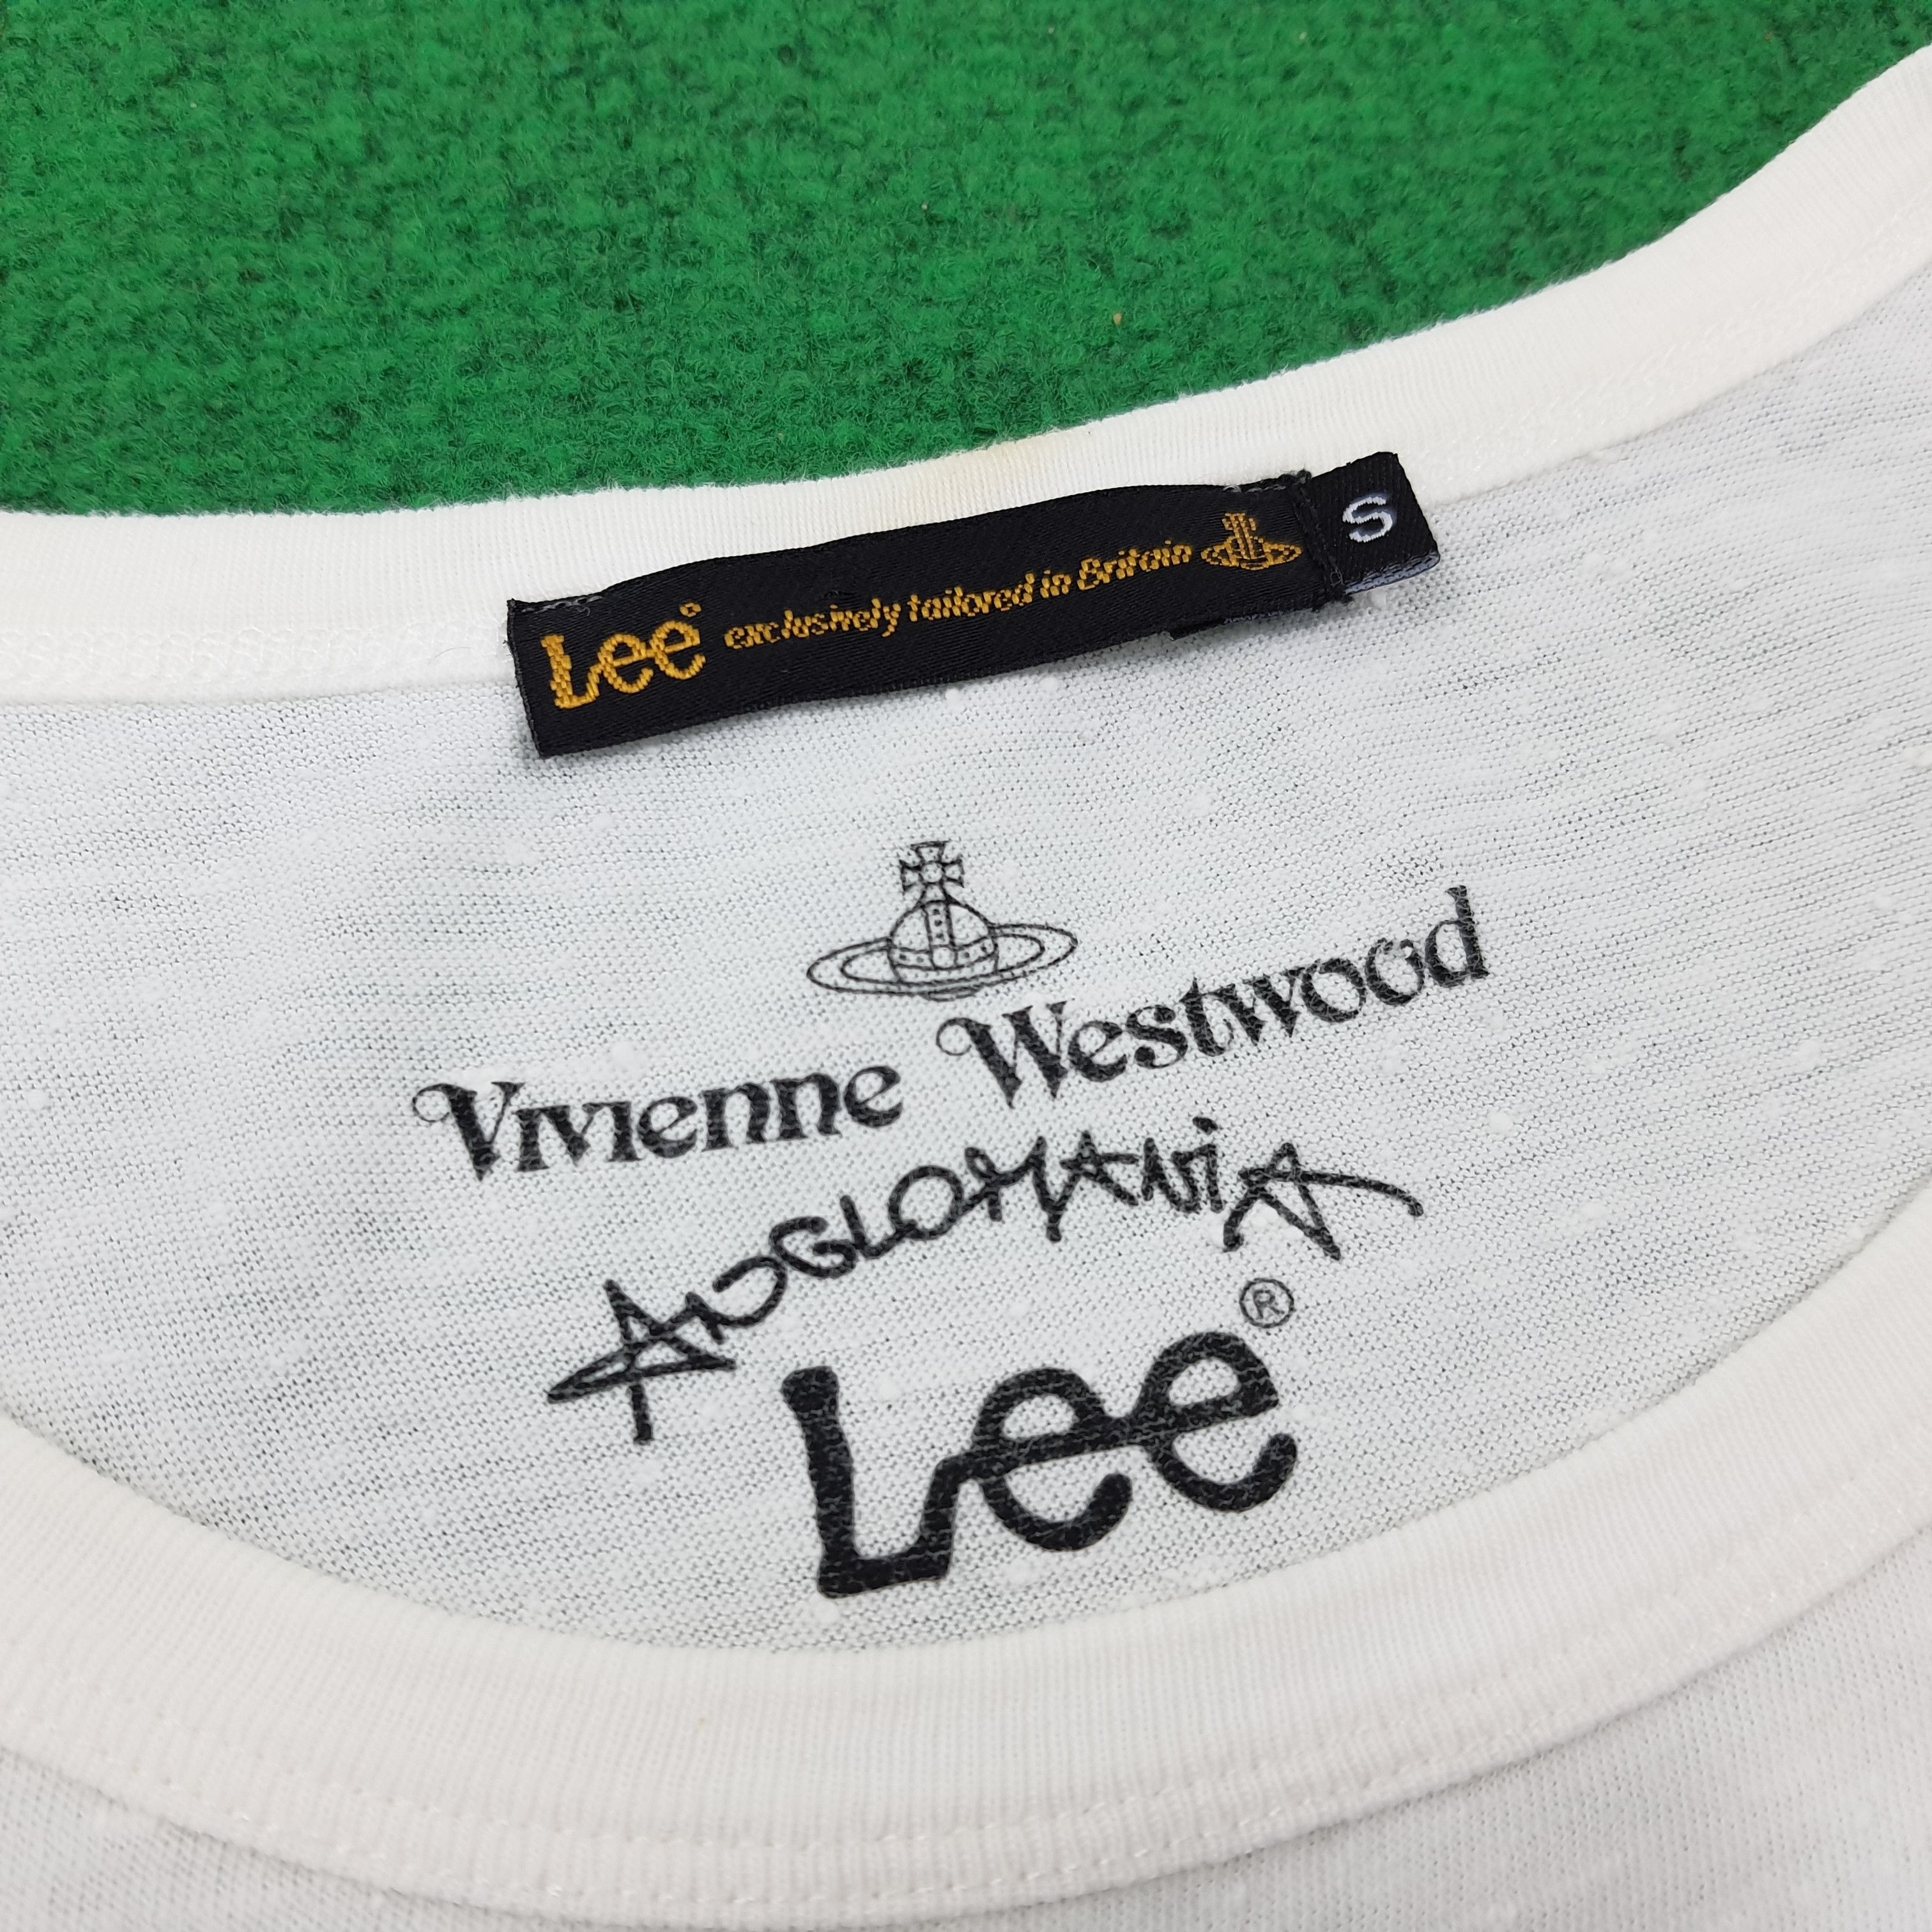 Lee® exclusively tailored in Britain
S
Vivienne Westwood
ANGLOMANiA
Lee®